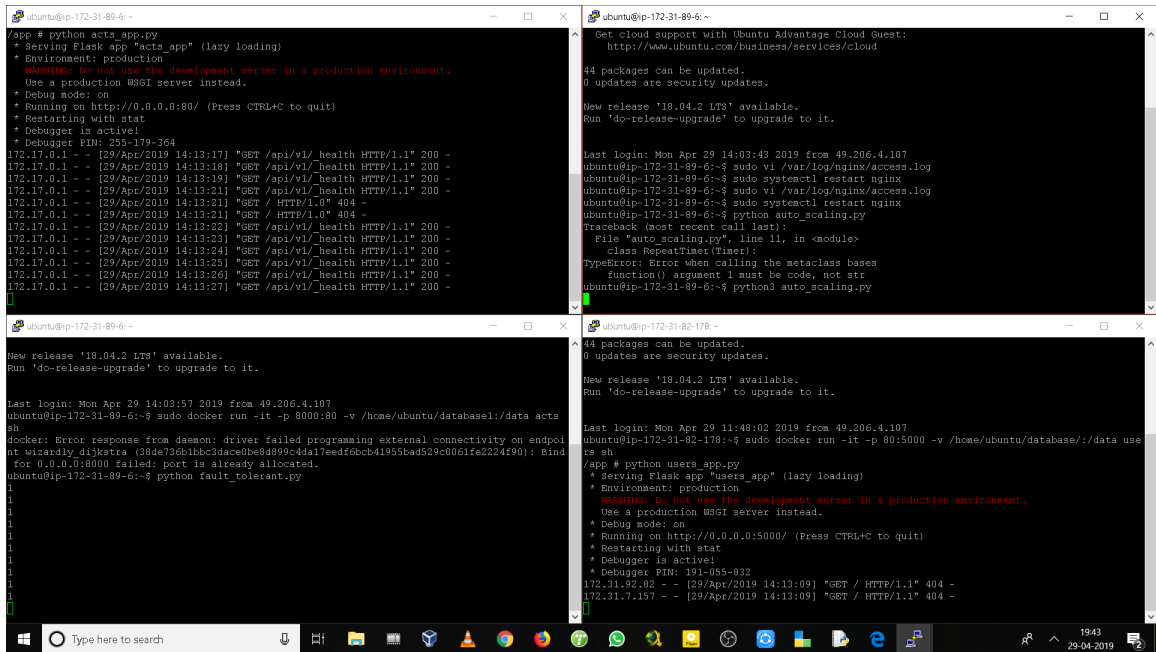 ubuntu@ip-172-31-89-6: ~
/app # python acts_app.py
 * Serving Flask app "acts_app" (lazy loading)
 * Environment: production
   WARNING: Do not use the development server in a production environment.
   Use a production WSGI server instead.
 * Debug mode: on
 * Running on http://0.0.0.0:80/ (Press CTRL+C to quit)
 * Restarting with stat
 * Debugger is active!
 * Debugger PIN: 255-179-364
172.17.0.1 - - [29/Apr/2019 14:13:17] "GET /api/v1/_health HTTP/1.1" 200 -
172.17.0.1 - - [29/Apr/2019 14:13:18] "GET /api/v1/_health HTTP/1.1" 200 -
172.17.0.1 - - [29/Apr/2019 14:13:19] "GET /api/v1/_health HTTP/1.1" 200 -
172.17.0.1 - - [29/Apr/2019 14:13:21] "GET /api/v1/_health HTTP/1.1" 200 -
172.17.0.1 - - [29/Apr/2019 14:13:21] "GET / HTTP/1.0" 404 -
172.17.0.1 - - [29/Apr/2019 14:13:21] "GET / HTTP/1.0" 404 -
172.17.0.1 - - [29/Apr/2019 14:13:22] "GET /api/v1/_health HTTP/1.1" 200 -
172.17.0.1 - - [29/Apr/2019 14:13:23] "GET /api/v1/_health HTTP/1.1" 200 -
172.17.0.1 - - [29/Apr/2019 14:13:24] "GET /api/v1/_health HTTP/1.1" 200 -
172.17.0.1 - - [29/Apr/2019 14:13:25] "GET /api/v1/_health HTTP/1.1" 200 -
172.17.0.1 - - [29/Apr/2019 14:13:26] "GET /api/v1/_health HTTP/1.1" 200 -
172.17.0.1 - - [29/Apr/2019 14:13:27] "GET /api/v1/_health HTTP/1.1" 200 -
ubuntu@ip-172-31-89-6: ~
  Get cloud support with Ubuntu Advantage Cloud Guest:
    http://www.ubuntu.com/business/services/cloud
44 packages can be updated.
0 updates are security updates.
New release '18.04.2 LTS' available.
Run 'do-release-upgrade' to upgrade to it.
Last login: Mon Apr 29 14:03:43 2019 from 49.206.4.107
ubuntu@ip-172-31-89-6:~$ sudo vi /var/log/nginx/access.log
ubuntu@ip-172-31-89-6:~$ sudo systemctl restart nginx
ubuntu@ip-172-31-89-6:~$ sudo vi /var/log/nginx/access.log
ubuntu@ip-172-31-89-6:~$ sudo systemctl restart nginx
ubuntu@ip-172-31-89-6:~$ python auto_scaling.py
Traceback (most recent call last):
  File "auto_scaling.py", line 11, in <module>
    class RepeatTimer(Timer):
TypeError: Error when calling the metaclass bases
    function() argument 1 must be code, not str
ubuntu@ip-172-31-89-6:~$ python3 auto_scaling.py
ubuntu@ip-172-31-89-6: ~
New release '18.04.2 LTS' available.
Run 'do-release-upgrade' to upgrade to it.
Last login: Mon Apr 29 14:03:57 2019 from 49.206.4.107
ubuntu@ip-172-31-89-6:~$ sudo docker run -it -p 8000:80 -v /home/ubuntu/database1:/data acts
sh
docker: Error response from daemon: driver failed programming external connectivity on endpoi
nt wizardly_dijkstra (38de736b1bbc3dace0be8d899c4da17eedf6bcb41955bad529c0061fe2224f90): Bind
 for 0.0.0.0:8000 failed: port is already allocated.
ubuntu@ip-172-31-89-6:~$ python fault_tolerant.py
1
1
1
1
1
1
1
1
1
1
1
ubuntu@ip-172-31-82-178: ~
44 packages can be updated.
0 updates are security updates.
New release '18.04.2 LTS' available.
Run 'do-release-upgrade' to upgrade to it.
Last login: Mon Apr 29 11:48:02 2019 from 49.206.4.107
ubuntu@ip-172-31-82-178:~$ sudo docker run -it -p 80:5000 -v /home/ubuntu/database/:/data use
rs sh
/app # python users_app.py
 * Serving Flask app "users_app" (lazy loading)
 * Environment: production
   WARNING: Do not use the development server in a production environment.
   Use a production WSGI server instead.
 * Debug mode: on
 * Running on http://0.0.0.0:5000/ (Press CTRL+C to quit)
 * Restarting with stat
 * Debugger is active!
 * Debugger PIN: 191-055-832
172.31.92.82 - - [29/Apr/2019 14:13:09] "GET / HTTP/1.1" 404 -
172.31.7.157 - - [29/Apr/2019 14:13:09] "GET / HTTP/1.1" 404 -
Type here to search
19:43
29-04-2019
2